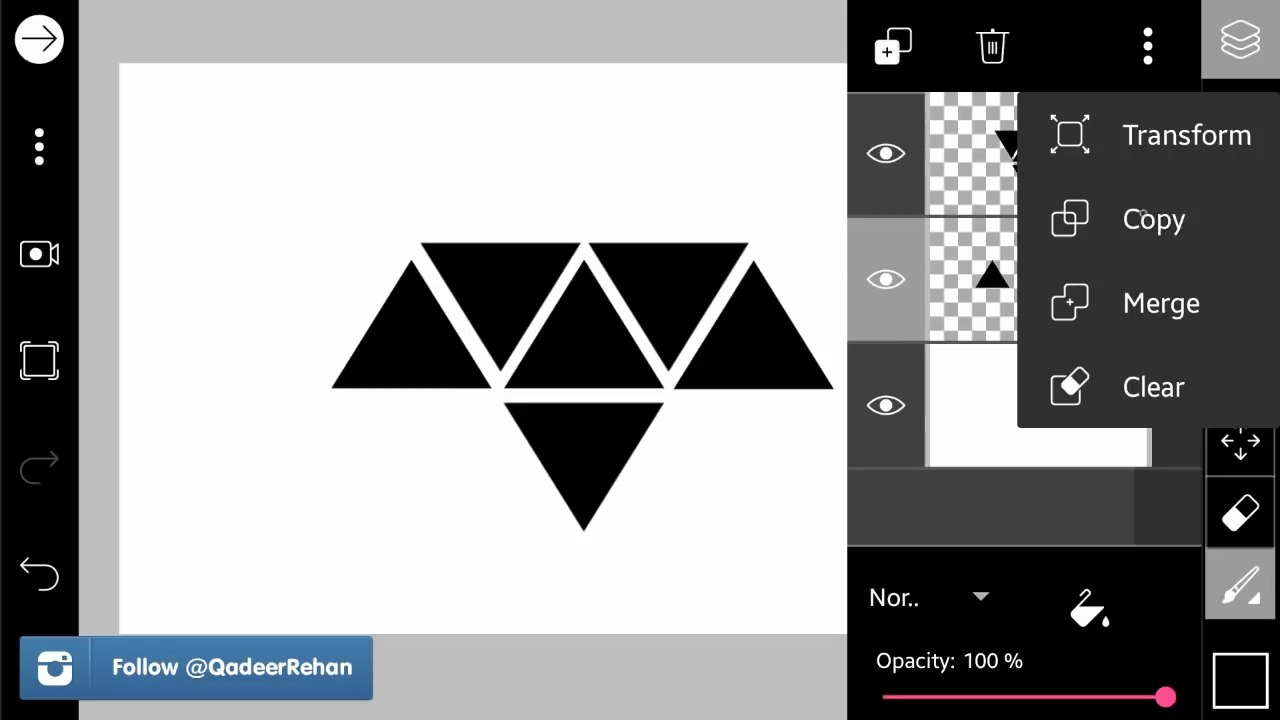 Transform
Copy
Merge
Clear
Nor..
Opacity: 100 %
Follow @QadeerRehan